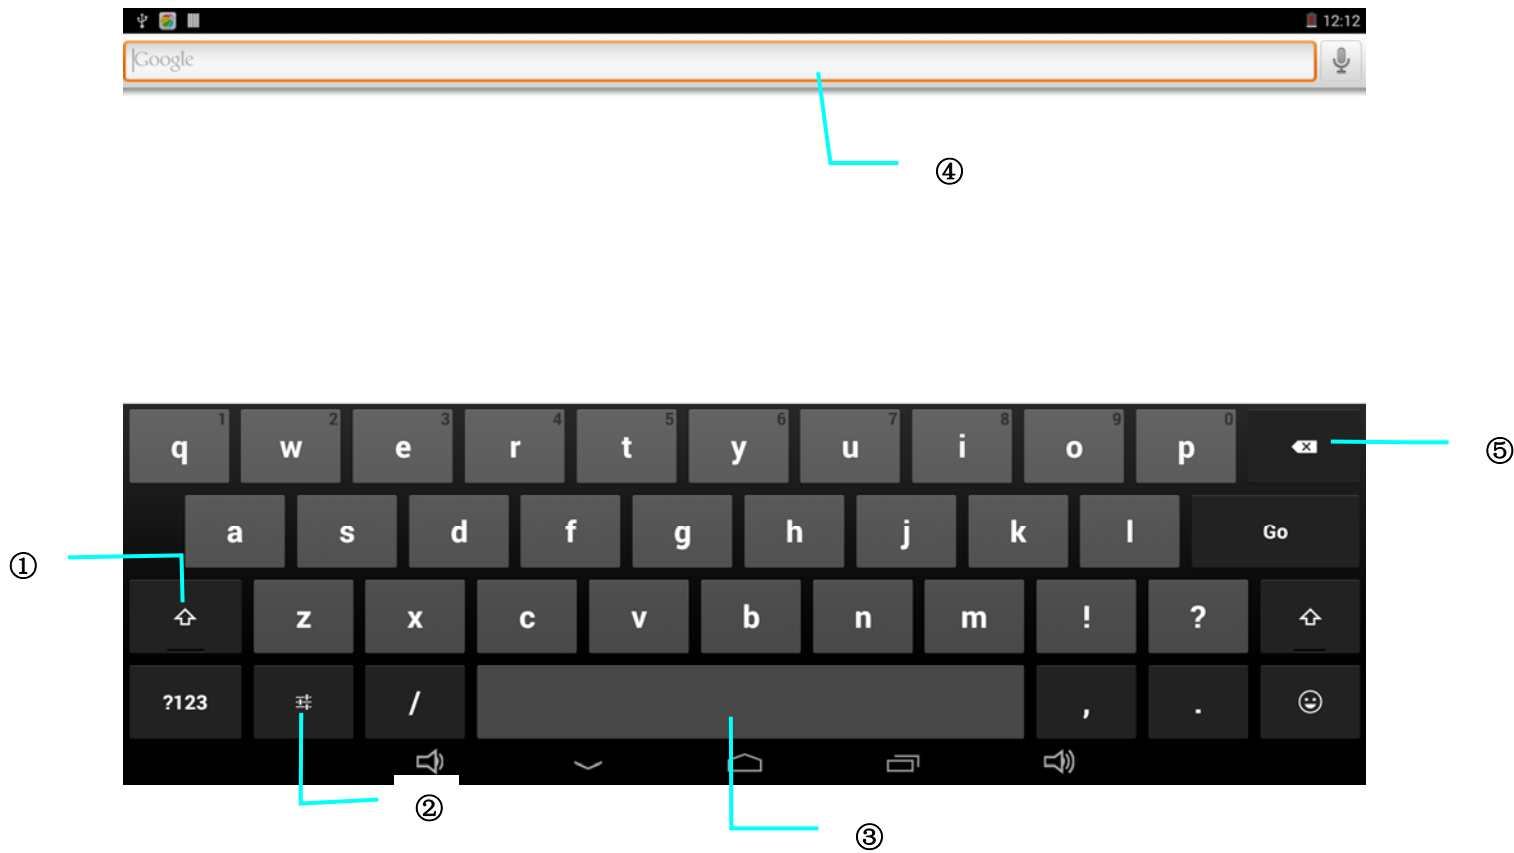 12:12
Google
④
1 2 3 4 5 6 7 8 9 0
q w e r t y u i o p
⑤
a s d f g h j k l Go
①
z x c v b n m ! ?
?123 / , .
②
③